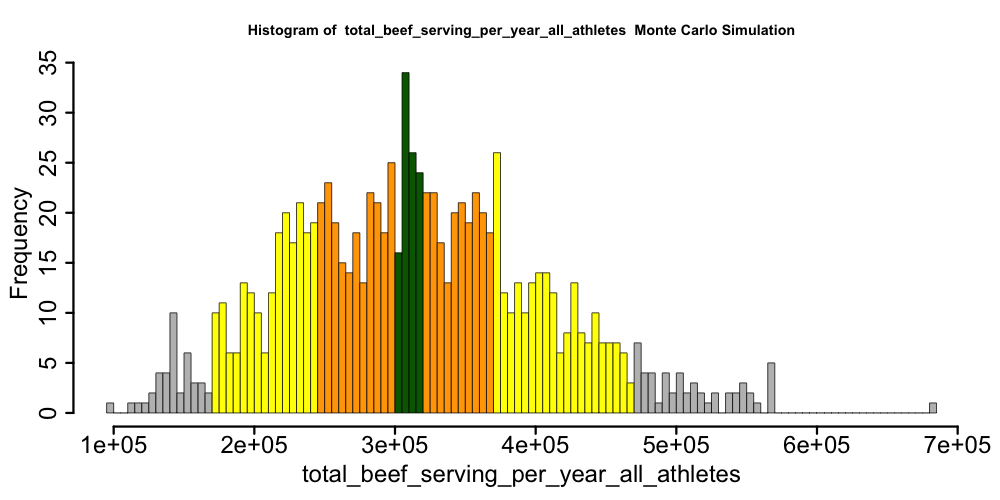 Histogram of  total_beef_serving_per_year_all_athletes  Monte Carlo Simulation
Frequency
35
30
25
20
15
10
5
0
1e+05 2e+05 3e+05 4e+05 5e+05 6e+05 7e+05
total_beef_serving_per_year_all_athletes